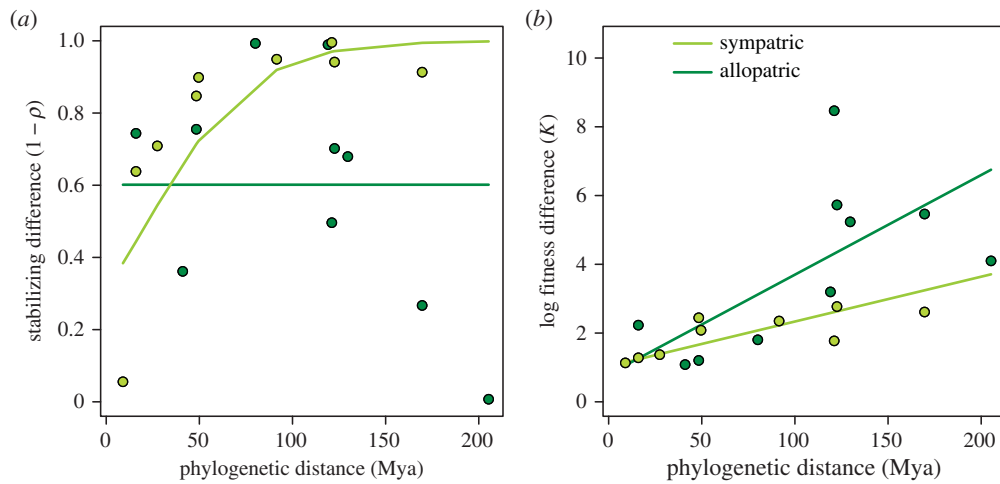 (a)
stabilizing difference (1 – ρ)
1.0
0.8
0.6
0.4
0.2
0
0 50 100 150 200
phylogenetic distance (Mya)
(b)
sympatric
allopatric
log fitness difference (K)
10
8
6
4
2
0
0 50 100 150 200
phylogenetic distance (Mya)